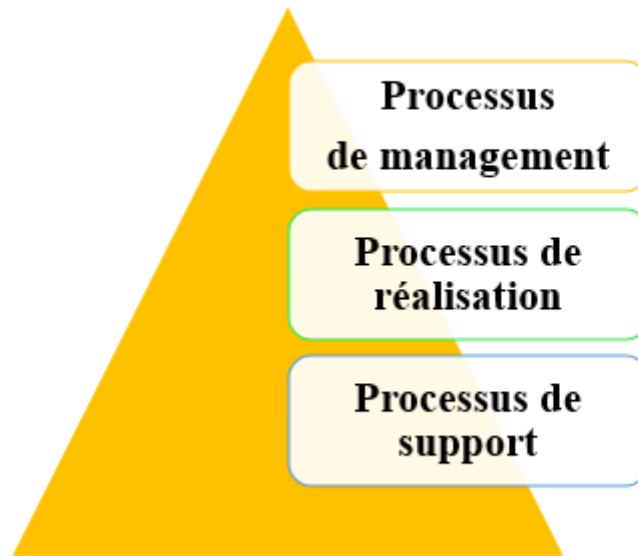 Processus
de management
Processus de
réalisation
Processus de
support